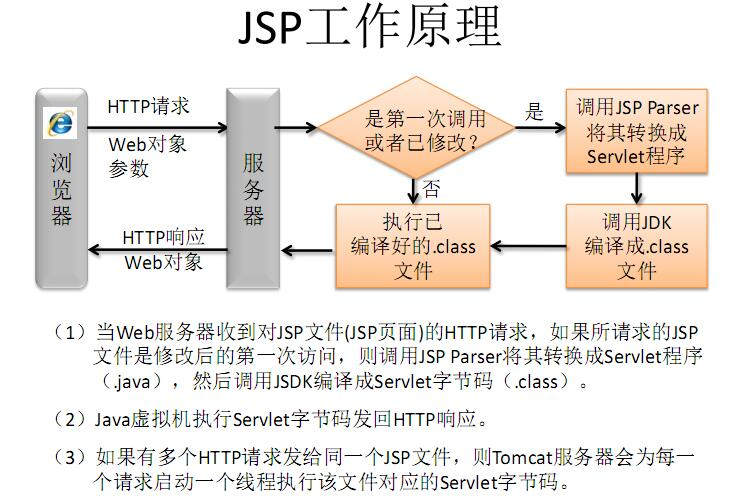 JSP工作原理
浏览器
HTTP请求
Web对象
参数
HTTP响应
Web对象
服务器
是第一次调用
或者已修改？
是
否
调用JSP Parser
将其转换成
Servlet程序
调用JDK
编译成.class
文件
执行已
编译好的.class
文件
（1）当Web服务器收到对JSP文件(JSP页面)的HTTP请求，如果所请求的JSP
文件是修改后的第一次访问，则调用JSP Parser将其转换成Servlet程序
（.java），然后调用JSDK编译成Servlet字节码（.class）。
（2）Java虚拟机执行Servlet字节码发回HTTP响应。
（3）如果有多个HTTP请求发给同一个JSP文件，则Tomcat服务器会为每一
个请求启动一个线程执行该文件对应的Servlet字节码。